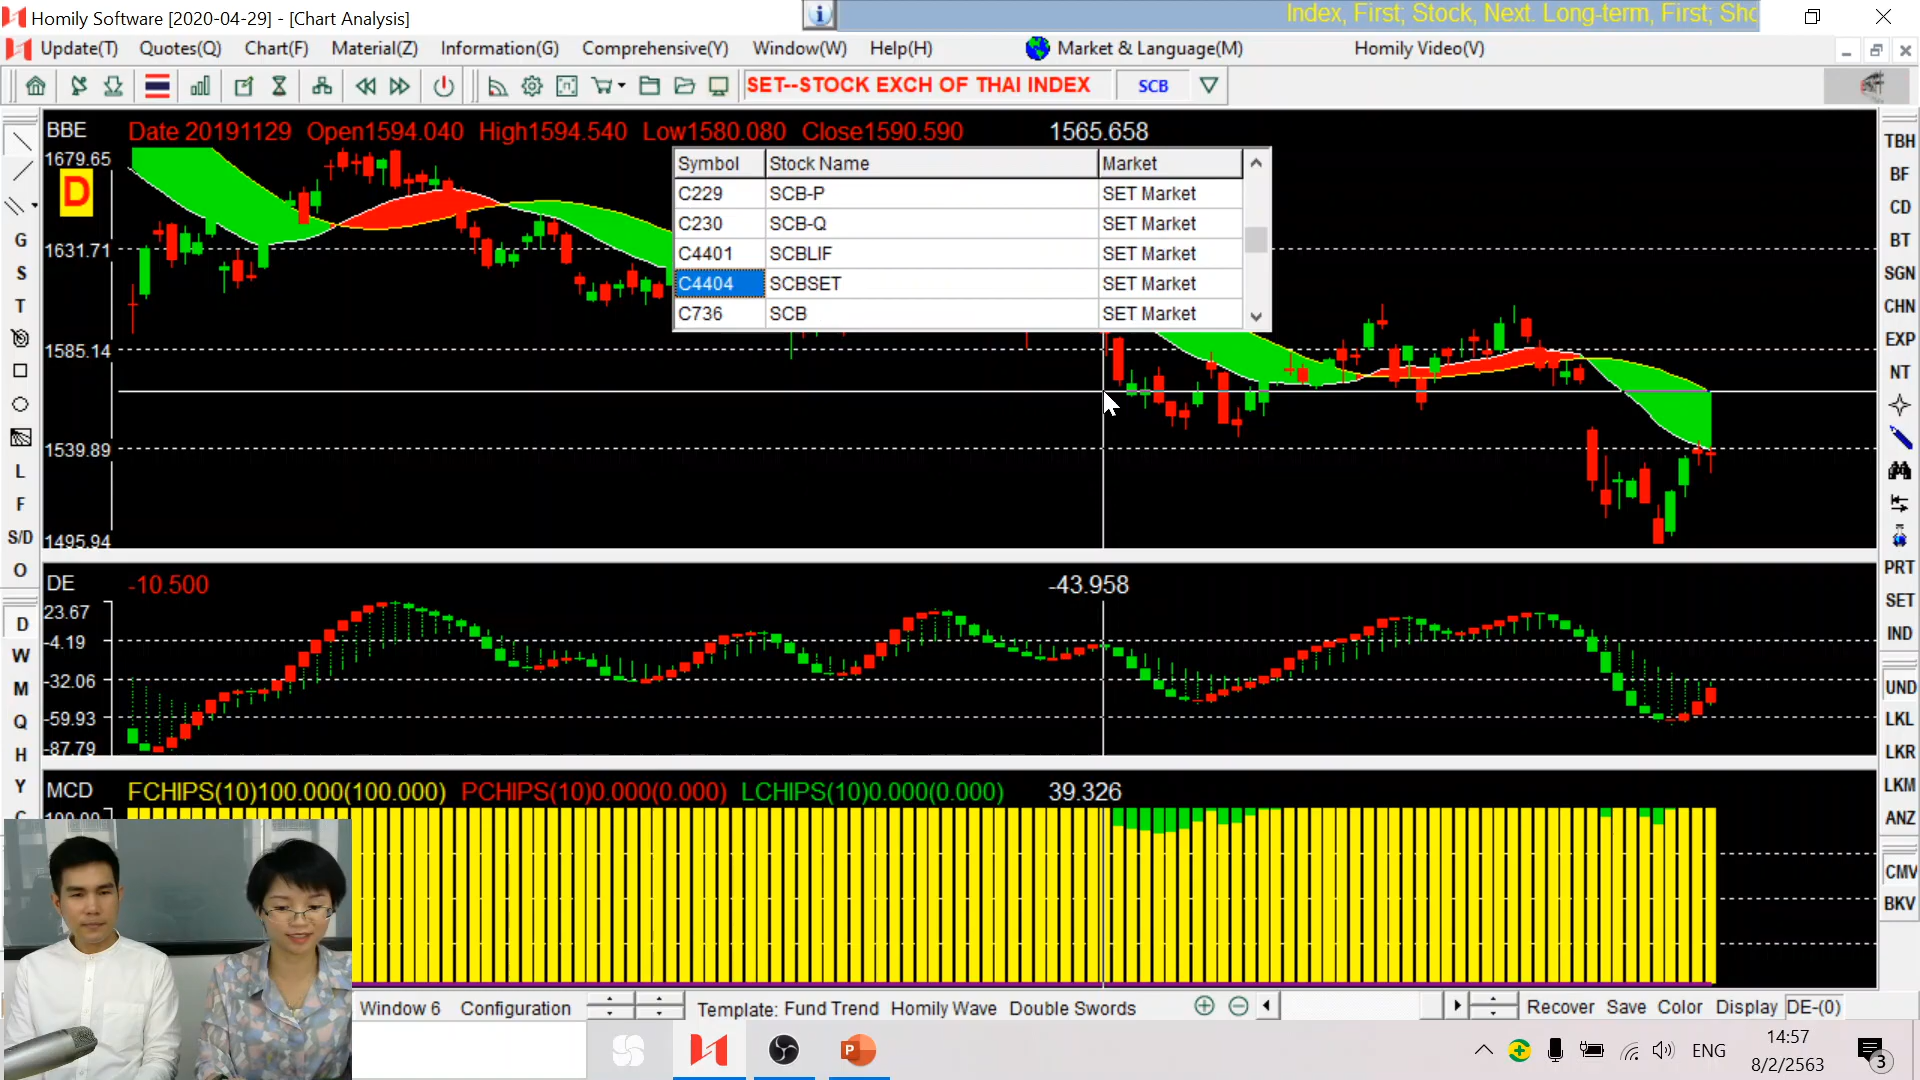 Homily Software [2020-04-29] - [Chart Analysis]
Index, First; Stock, Next. Long-term, First;
Update(T) Quotes(Q) Chart(F) Material(Z) Information(G) Comprehensive(Y) Window(W) Help(H) Market & Language(M) Homily Video(V)
SET--STOCK EXCH OF THAI INDEX SCB
BBE Date 20191129 Open1594.040 High1594.540 Low1580.080 Close1590.590 1565.658
1679.65
D
1631.71
1585.14
1539.89
1495.94
Symbol Stock Name Market
C229 SCB-P SET Market
C230 SCB-Q SET Market
C4401 SCBLIF SET Market
C4404 SCBSET SET Market
C736 SCB SET Market
DE -10.500 -43.958
23.67
-4.19
-32.06
-59.93
-87.79
MCD FCHIPS(10)100.000(100.000) PCHIPS(10)0.000(0.000) LCHIPS(10)0.000(0.000) 39.326
100.00
G
S
T
L
F
S/D
O
D
W
M
Q
H
Y
TBH
BF
CD
BT
SGN
CHN
EXP
NT
PRT
SET
IND
UND
LKL
LKR
LKM
ANZ
CMV
BKV
Window 6 Configuration Template: Fund Trend Homily Wave Double Swords Recover Save Color Display DE-(0)
P ENG 14:57
8/2/2563 3